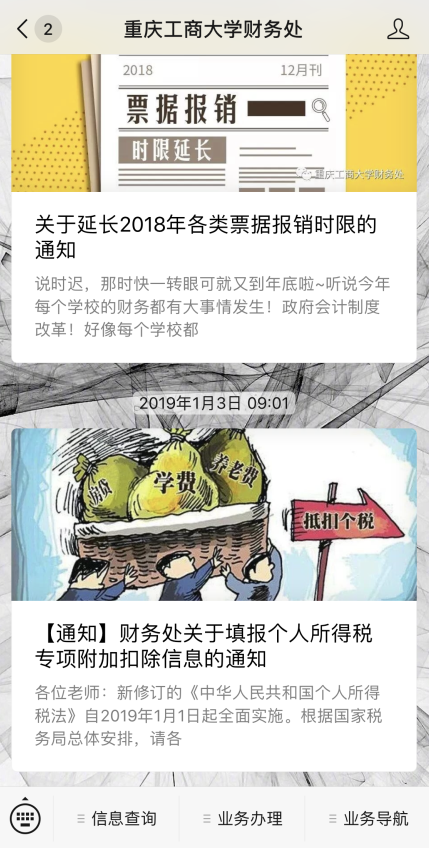 2
重庆工商大学财务处
2018
12月刊
票据报销
时限延长
重庆工商大学财务处
关于延长2018年各类票据报销时限的
通知
说时迟，那时快一转眼可就又到年底啦~听说今年
每个学校的财务都有大事情发生！政府会计制度
改革！好像每个学校都
2019年1月3日 09:01
房贷
学费
养老费
抵扣个税
【通知】财务处关于填报个人所得税
专项附加扣除信息的通知
各位老师：新修订的《中华人民共和国个人所得
税法》自2019年1月1日起全面实施。根据国家税
务局总体安排，请各
信息查询
业务办理
业务导航